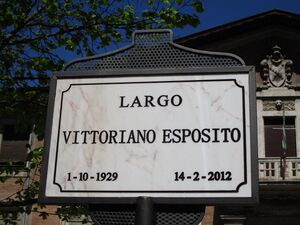 LARGO
VITTORIANO ESPOSITO
1-10-1929 14-2-2012